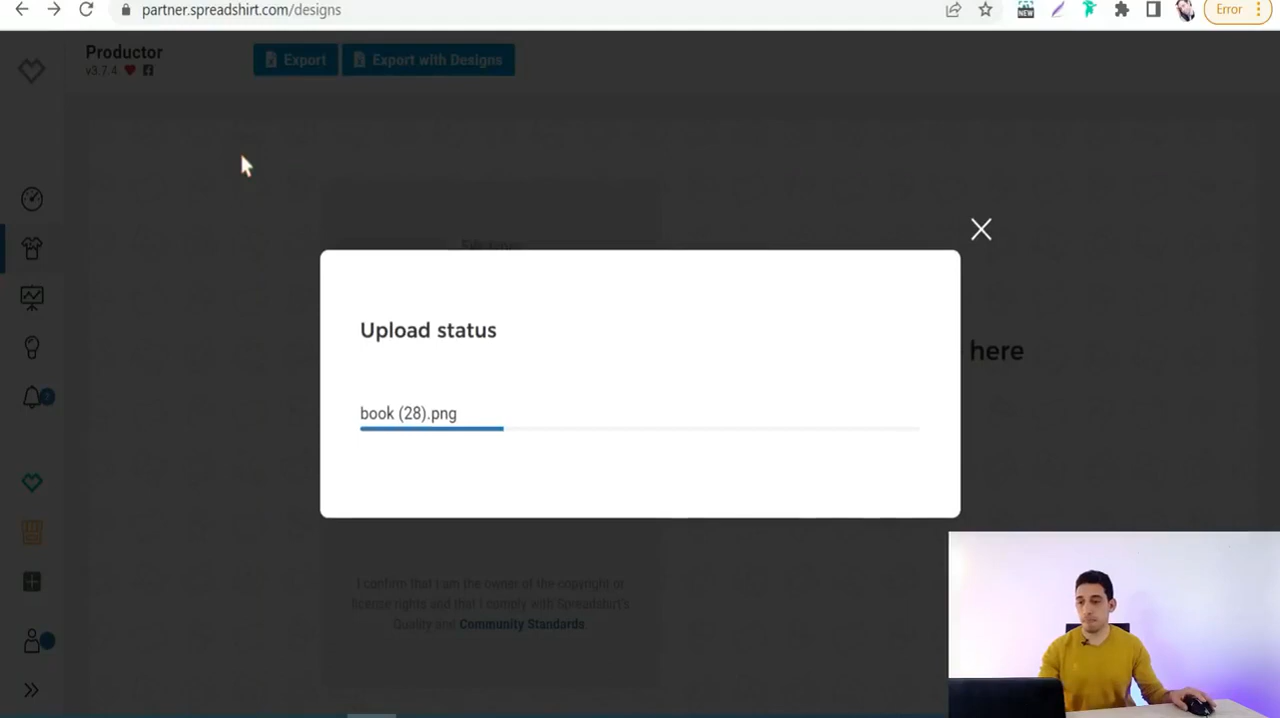 partner.spreadshirt.com/designs
NEW
Error
Productor
v3.7.4
Export
Export with Designs
here
Upload status
book (28).png
I confirm that I am the owner of the copyright or
license rights and that I comply with Spreadshirt's
Quality and Community Standards